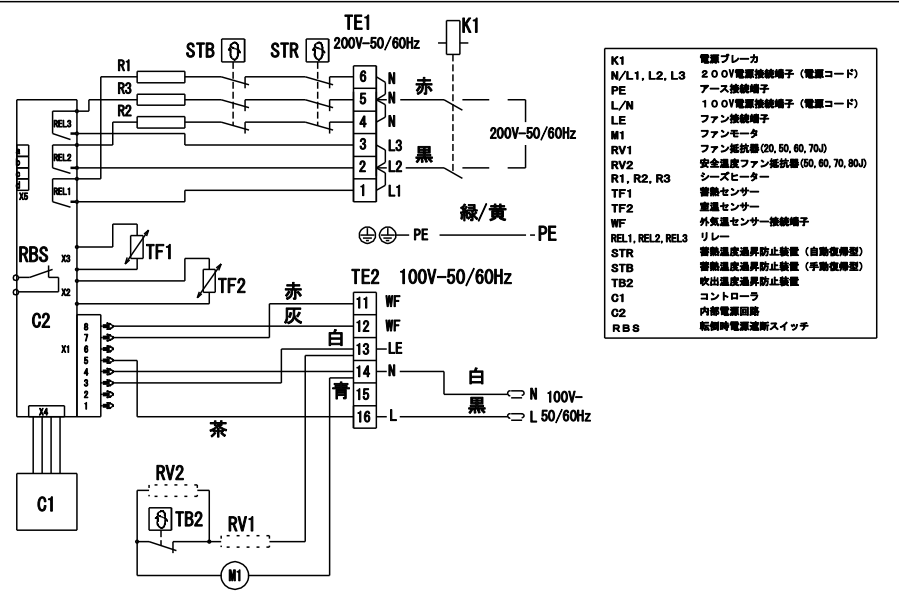 TE1
200V-50/60Hz
K1
STB
STR
R1
R3
R2
6 N
5 N
4 N
3 L3
2 L2
1 L1
赤
黒
200V-50/60Hz
REL3
REL2
REL1
a
b
c
d
X5
緑/黄
PE
PE
RBS
X3
TF1
TF2
X2
C2
TE2 100V-50/60Hz
赤
灰
白
青
茶
11 WF
12 WF
13 LE
14 N
15
16 L
白
黒
N 100V-
L 50/60Hz
X1
8
7
6
5
4
3
2
1
X4
C1
RV2
TB2
RV1
M1
K1 電源ブレーカ
N/L1, L2, L3 200V電源接続端子（電源コード）
PE アース接続端子
L/N 100V電源接続端子（電源コード）
LE ファン接続端子
M1 ファンモータ
RV1 ファン抵抗器(20, 50, 60, 70J)
RV2 安全温度ファン抵抗器(50, 60, 70, 80J)
R1, R2, R3 シーズヒーター
TF1 蓄熱センサー
TF2 室温センサー
WF 外気温センサー接続端子
REL1, REL2, REL3 リレー
STR 蓄熱温度過昇防止装置（自動復帰型）
STB 蓄熱温度過昇防止装置（手動復帰型）
TB2 吹出温度過昇防止装置
C1 コントローラ
C2 内部電源回路
RBS 転倒時電源遮断スイッチ